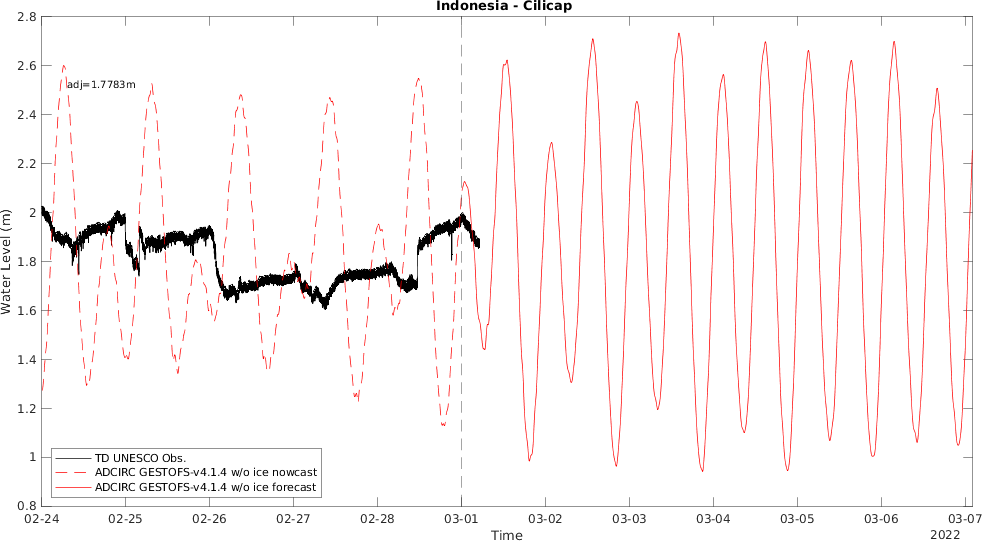 Indonesia - Cilicap
2.8
2.6
adj=1.7783m
2.4
2.2
2
1.8
1.6
1.4
1.2
1
0.8
Water Level (m)
TD UNESCO Obs.
ADCIRC GESTOFS-v4.1.4 w/o ice nowcast
ADCIRC GESTOFS-v4.1.4 w/o ice forecast
02-24 02-25 02-26 02-27 02-28 03-01 03-02 03-03 03-04 03-05 03-06 03-07
Time
2022